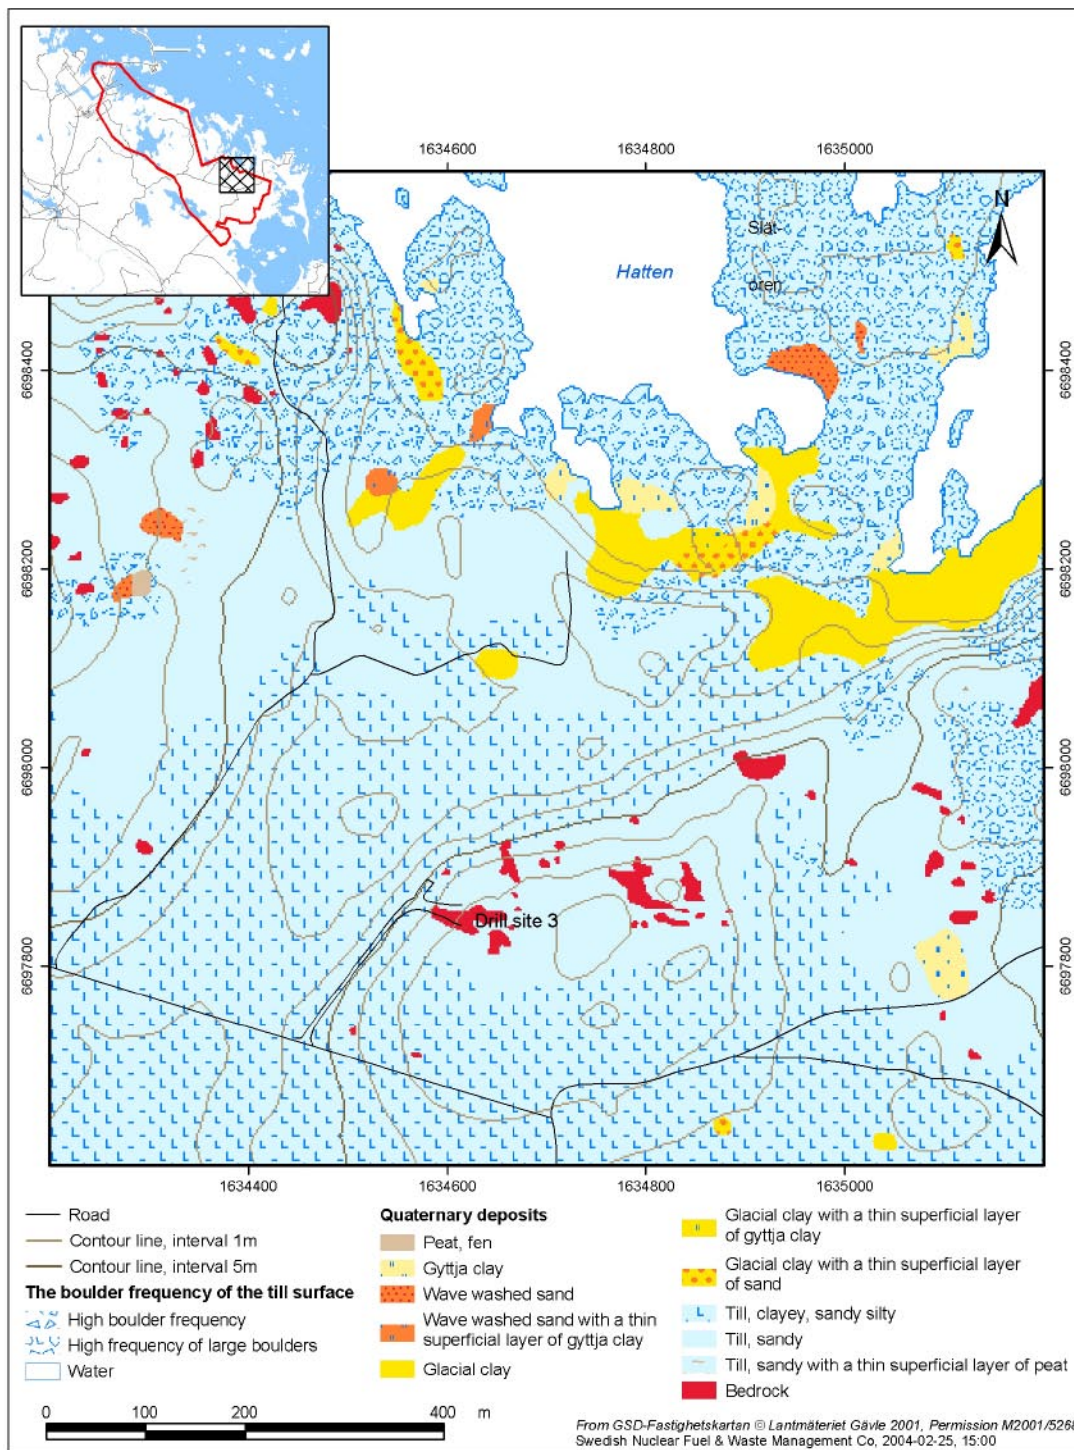 1634600
1634800
1635000
N
Slat-
oren
Hatten
6698400
6698400
6698200
6698200
6698000
6698000
Drill site 3
6697800
6697800
1634400
1634600
1634800
1635000
Road
Contour line, interval 1m
Contour line, interval 5m
The boulder frequency of the till surface
High boulder frequency
High frequency of large boulders
Water
Quaternary deposits
Peat, fen
Gyttja clay
Wave washed sand
Wave washed sand with a thin
superficial layer of gyttja clay
Glacial clay
Glacial clay with a thin superficial layer
of gyttja clay
Glacial clay with a thin superficial layer
of sand
Till, clayey, sandy silty
Till, sandy
Till, sandy with a thin superficial layer of peat
Bedrock
0 100 200 400 m
From GSD-Fastighetskartan © Lantmäteriet Gävle 2001, Permission M2001/5268
Swedish Nuclear Fuel & Waste Management Co, 2004-02-25, 15:00